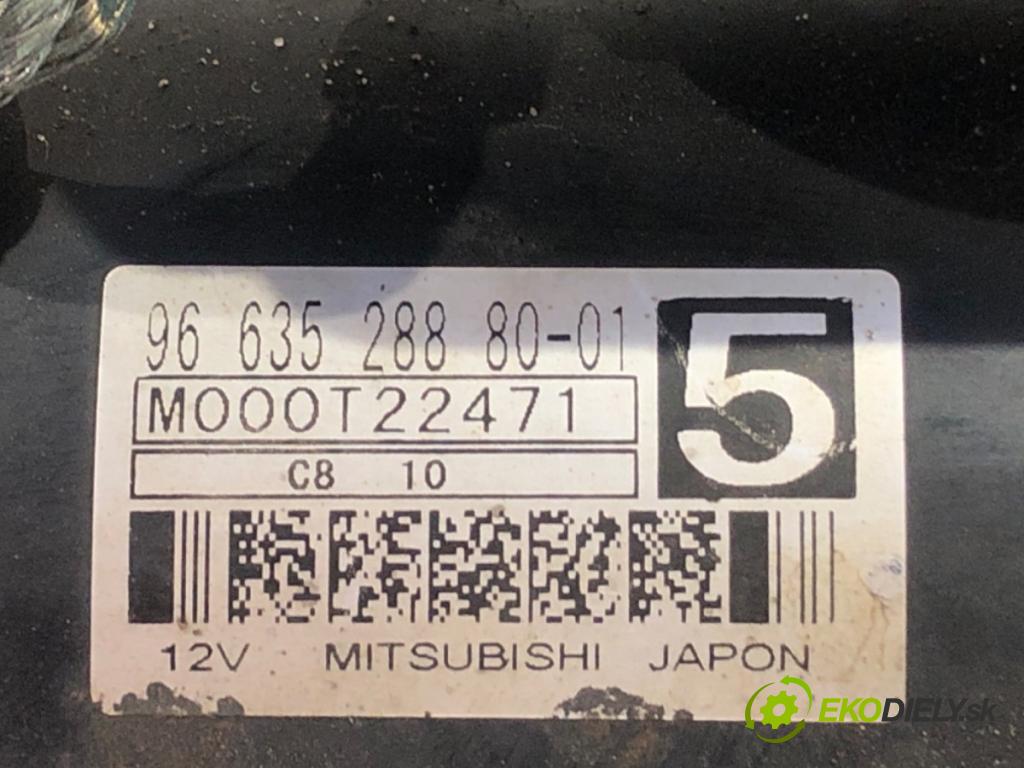 96 635 288 80-01
5
M000T22471
C8 10
12V MITSUBISHI JAPON
EKODIELY.sk